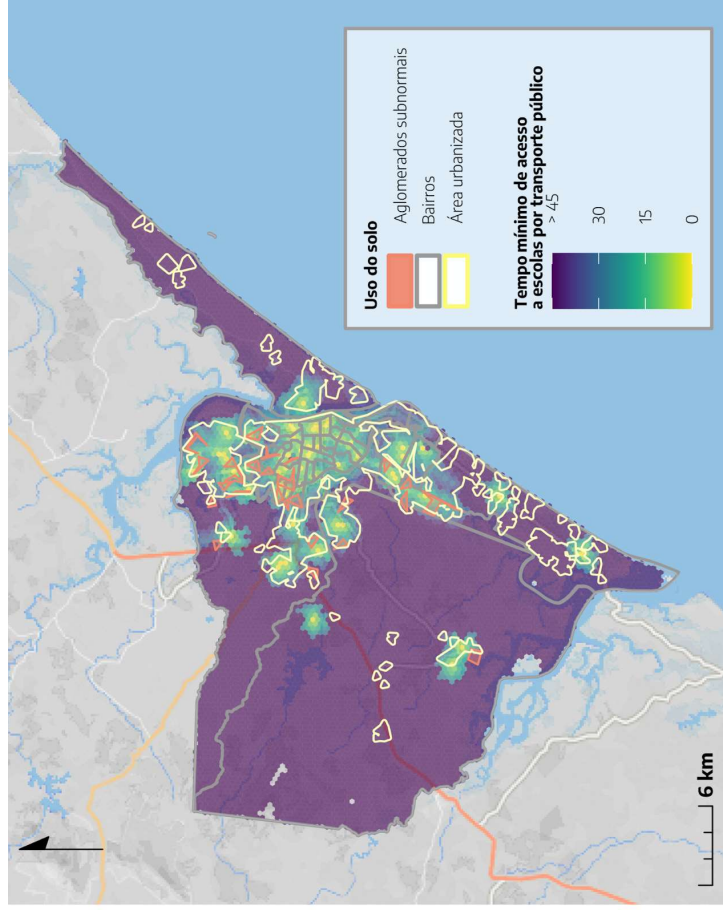 Uso do solo
Aglomerados subnormais
Bairros
Área urbanizada
Tempo mínimo de acesso
a escolas por transporte público
> 45
30
15
0
6 km